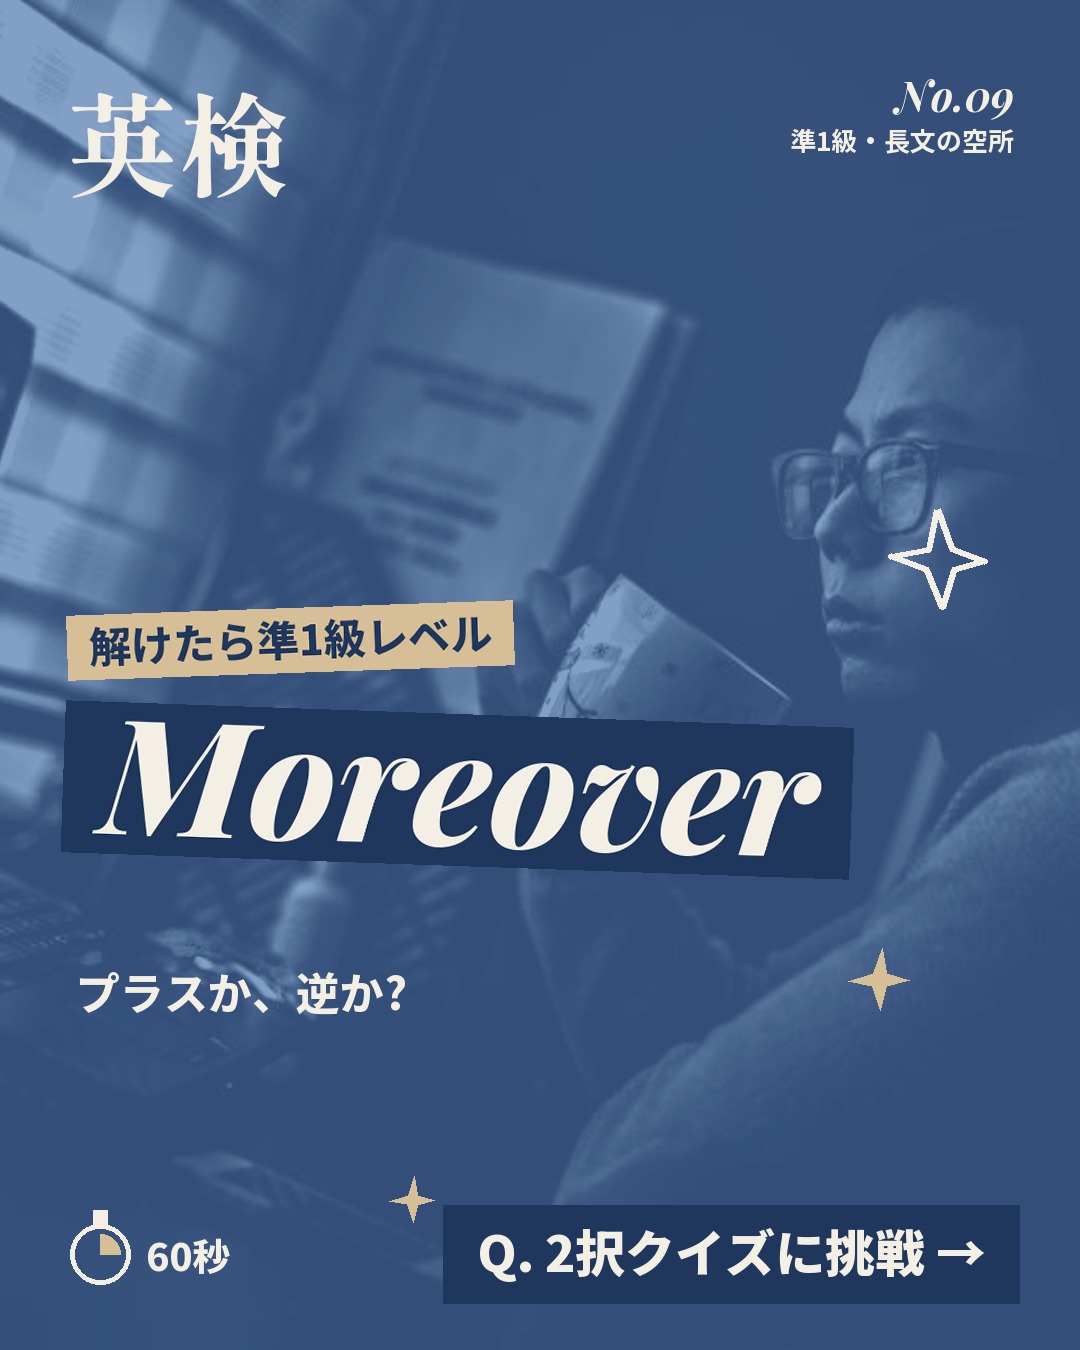 英検
No.09
準1級・長文の空所
解けたら準1級レベル
Moreover
プラスか、逆か?
60秒
Q. 2択クイズに挑戦 →